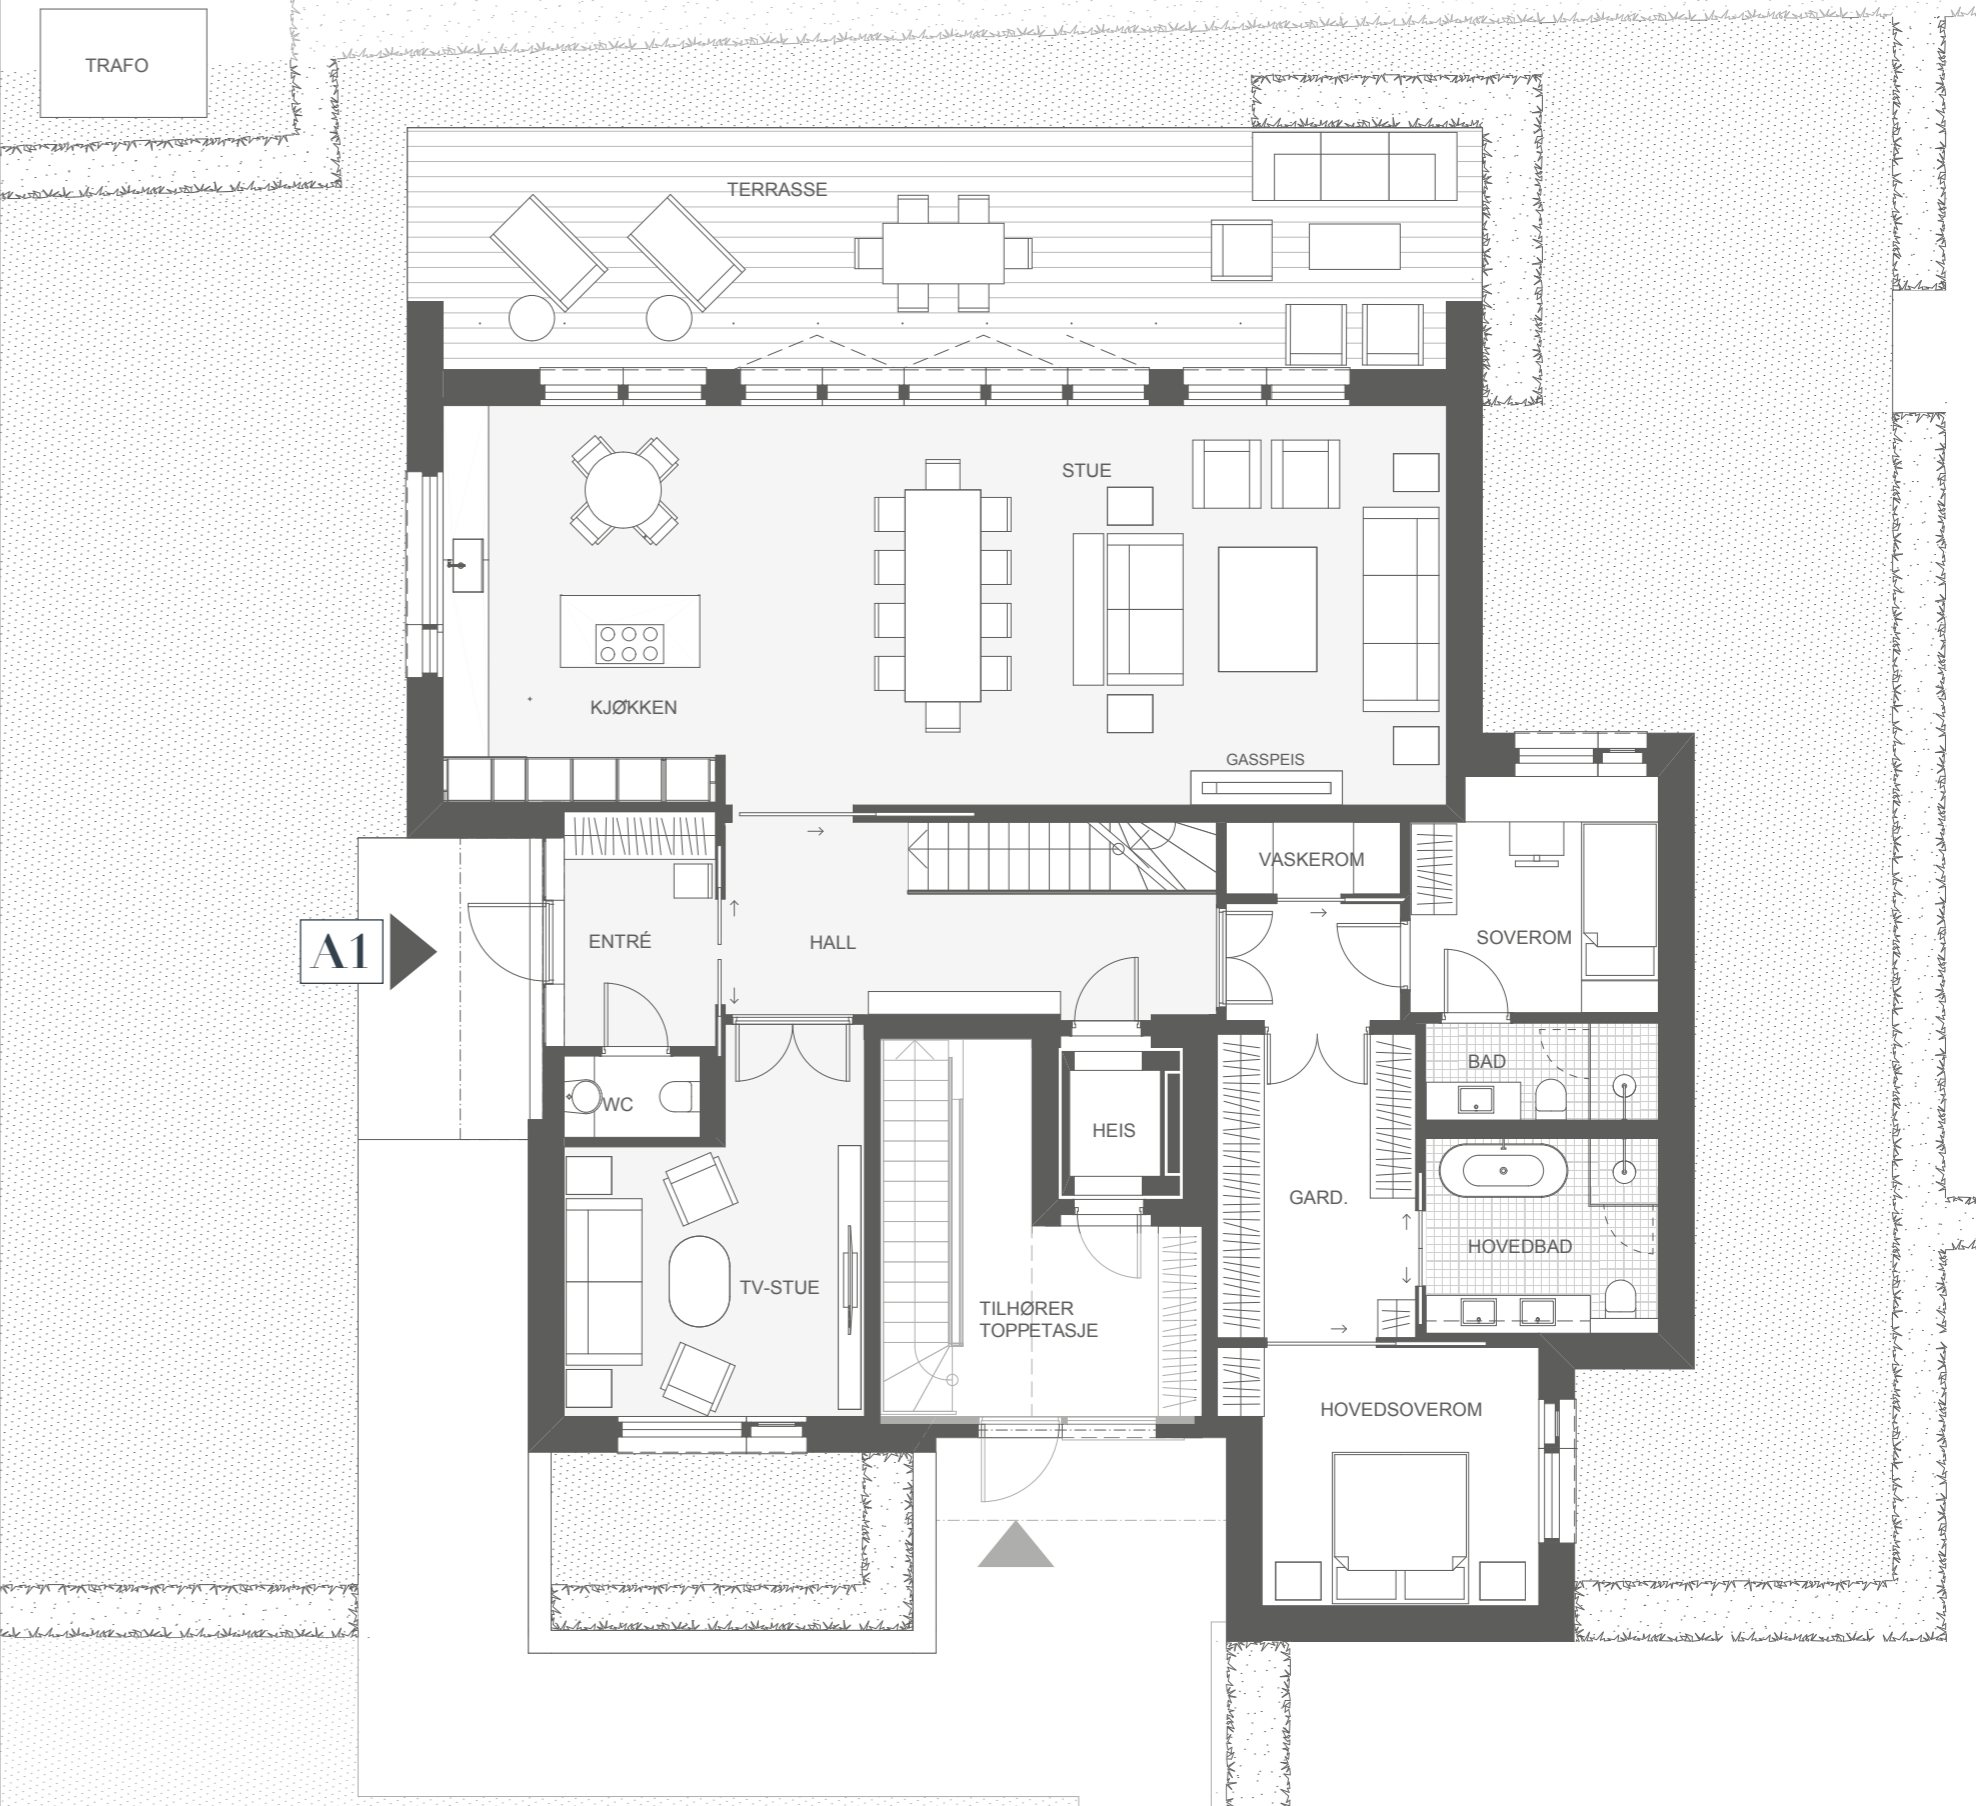 TRAFO
TERRASSE
STUE
KJØKKEN
GASSPEIS
VASKEROM
A1
ENTRÉ
HALL
SOVEROM
WC
BAD
HEIS
GARD.
HOVEDBAD
TV-STUE
TILHØRER
TOPPETASJE
HOVEDSOVEROM